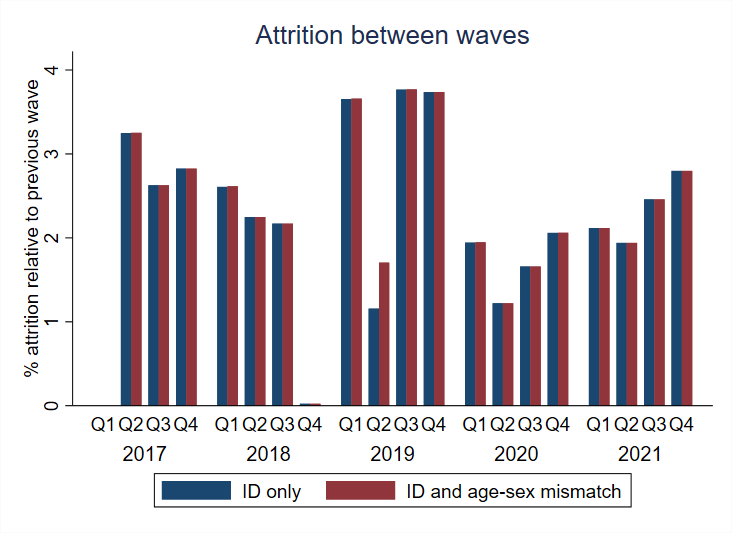 Attrition between waves
% attrition relative to previous wave
4
3
2
1
0
Q1 Q2 Q3 Q4 Q1 Q2 Q3 Q4 Q1 Q2 Q3 Q4 Q1 Q2 Q3 Q4 Q1 Q2 Q3 Q4
2017 2018 2019 2020 2021
ID only ID and age-sex mismatch